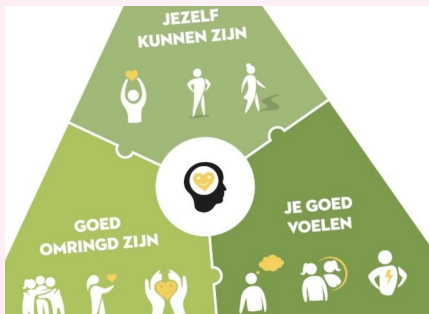 JEZELF
KUNNEN ZIJN
GOED
OMRINGD ZIJN
JE GOED
VOELEN